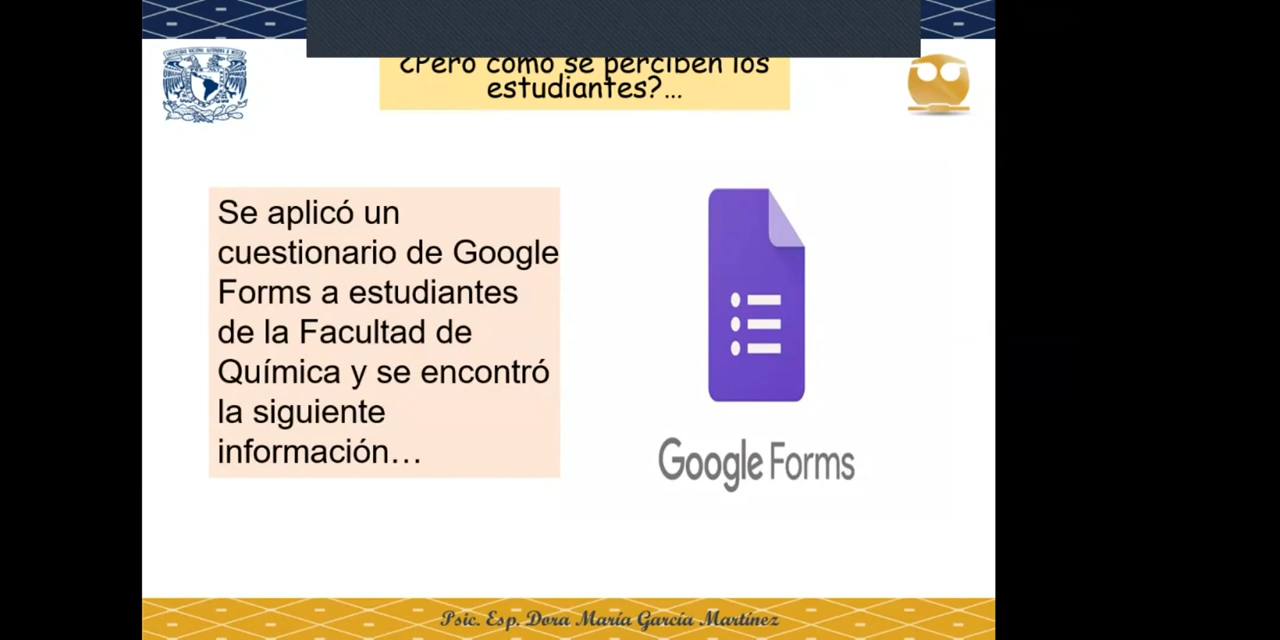 ¿Pero cómo se perciben los
estudiantes?...
Se aplicó un
cuestionario de Google
Forms a estudiantes
de la Facultad de
Química y se encontró
la siguiente
información...
Google Forms
Psic. Esp. Dora María García Martínez